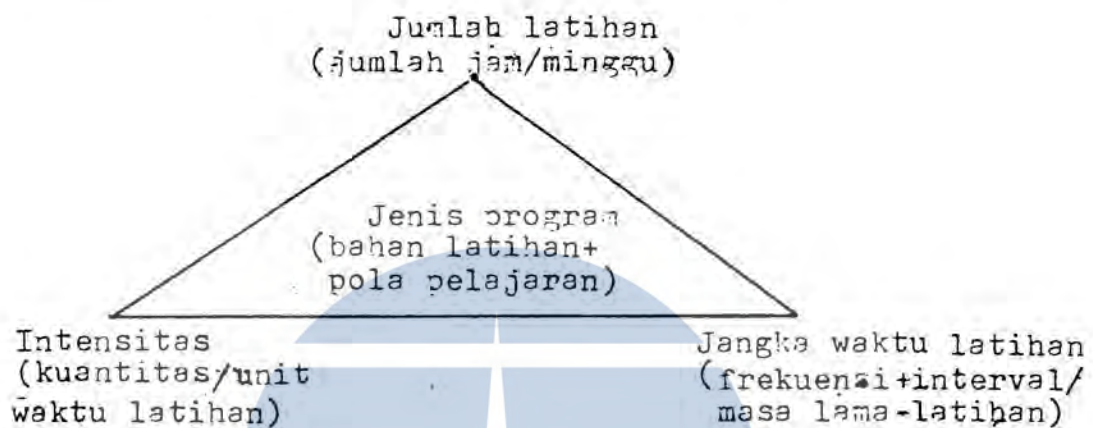 Jumlah latihan
(jumlah jam/minggu)
Jenis program
(bahan latihan+
pola pelajaran)
Intensitas
(kuantitas/unit
waktu latihan)
Jangka waktu latihan
(frekuensi+interval/
masa lama-latihan)